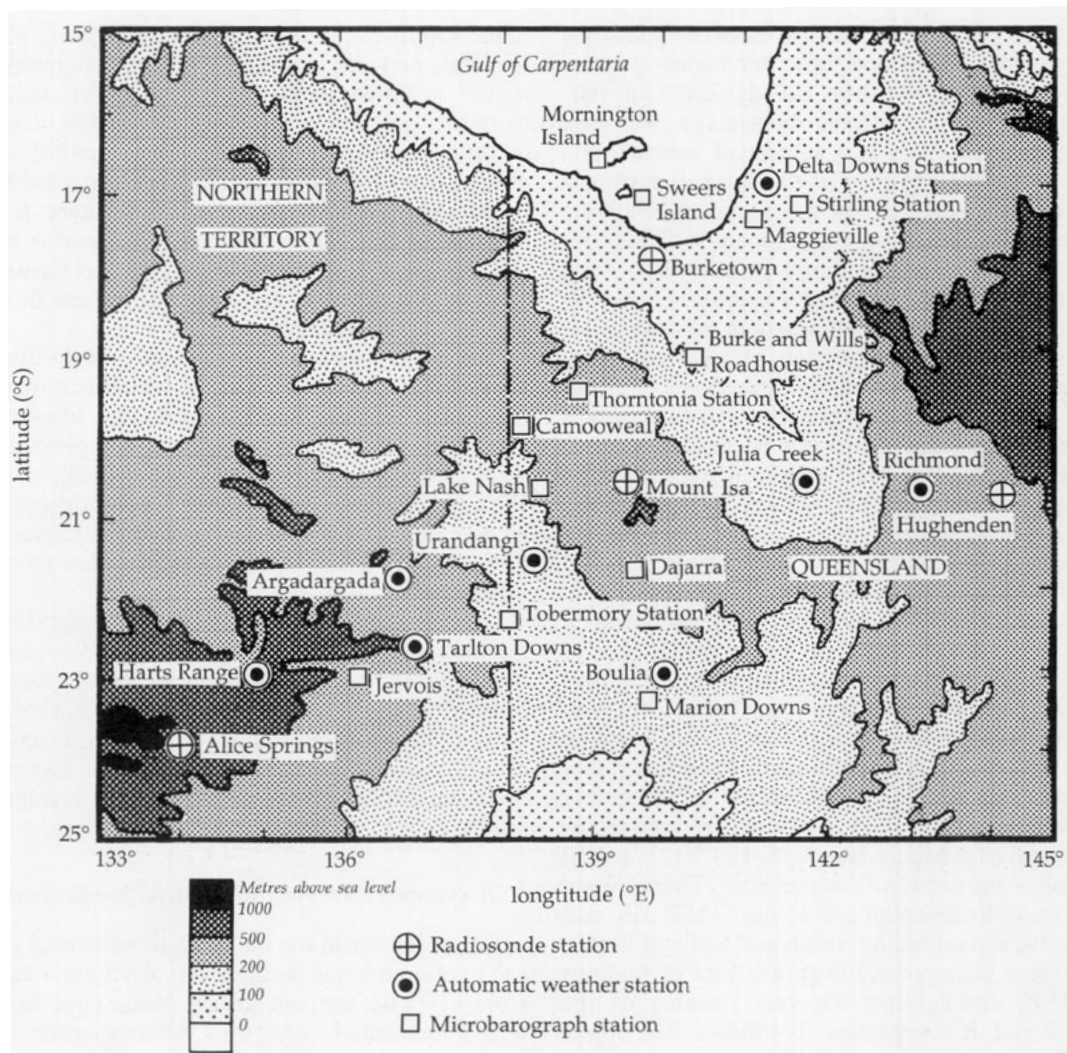 15°
17°
19°
21°
23°
25°
latitude (°S)
Gulf of Carpentaria
Mornington
Island
Delta Downs Station
NORTHERN
TERRITORY
Sweers
Island
Stirling Station
Maggieville
Burketown
Burke and Wills
Roadhouse
Thorntonia Station
Camooweal
Julia Creek
Richmond
Lake Nash
Mount Isa
Hughenden
Urandangi
Argadargada
Dajarra
QUEENSLAND
Tobermory Station
Tarlton Downs
Harts Range
Jervois
Boulia
Marion Downs
Alice Springs
133°
136°
139°
142°
145°
longtitude (°E)
Metres above sea level
1000
500
200
100
0
Radiosonde station
Automatic weather station
Microbarograph station